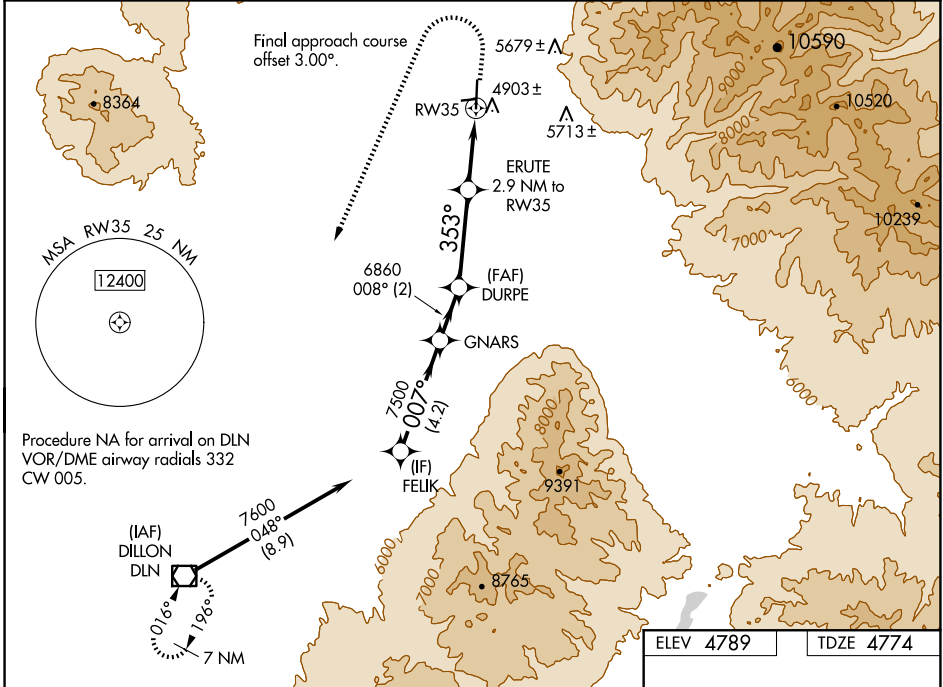 Final approach course
offset 3.00°.
5679 ±
10590
9000
8364
4903 ±
RW35
5713 ±
10520
8000
ERUTE
2.9 NM to
RW35
10239
7000
MSA RW35 25 NM
12400
353°
6860
008° (2)
(FAF)
DURPE
GNARS
6000
7500
007°
(4.2)
8000
Procedure NA for arrival on DLN
VOR/DME airway radials 332
CW 005.
(IF)
FELIK
9391
7600
048°
(8.9)
(IAF)
DILLON
DLN
6000
7000
8765
016°
196°
7 NM
ELEV 4789
TDZE 4774